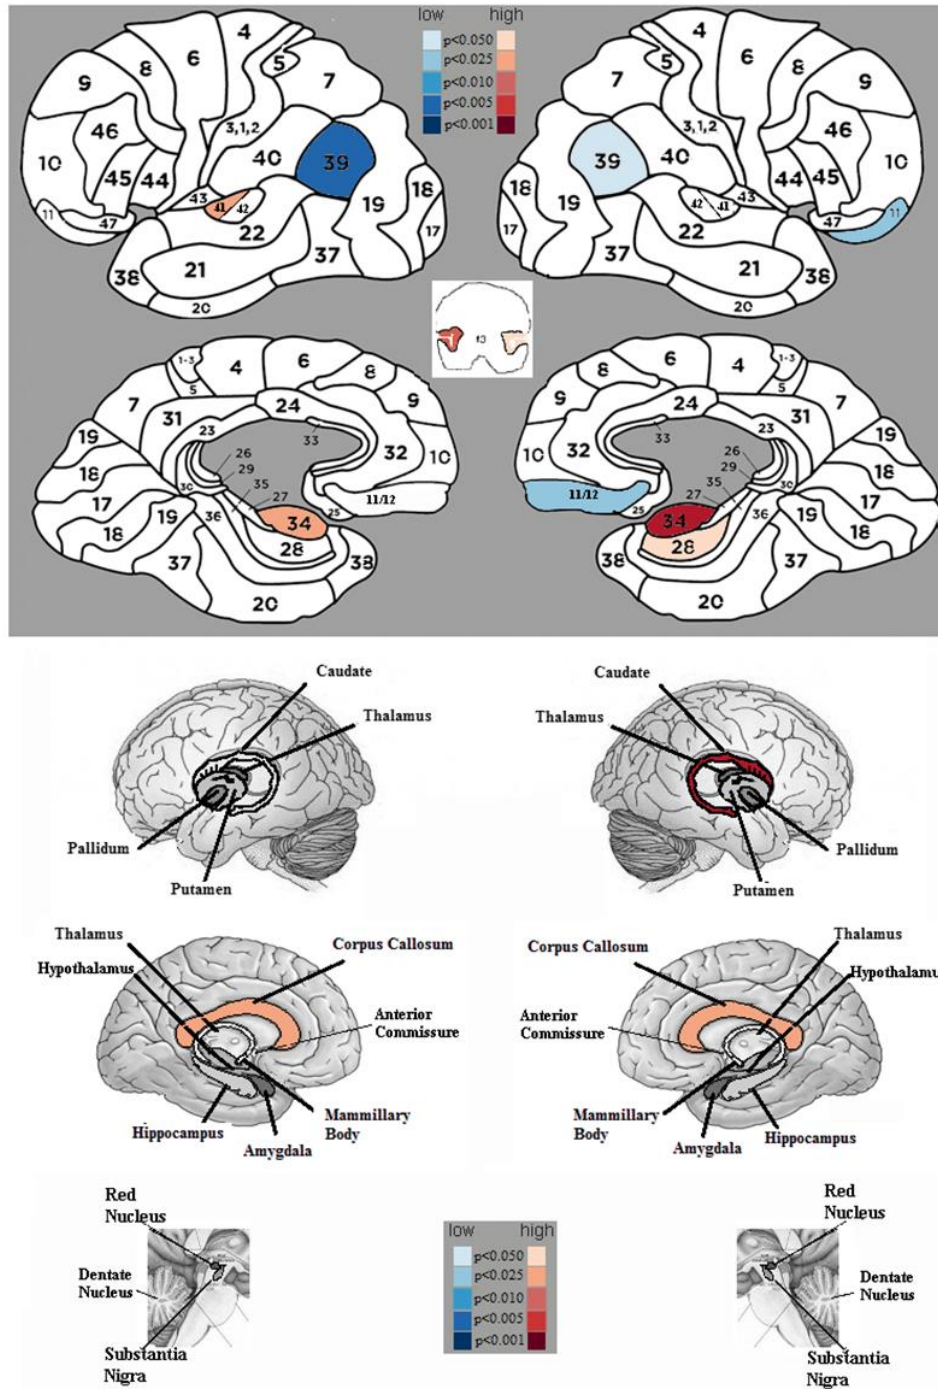 low high
p<0.050
p<0.025
p<0.010
p<0.005
p<0.001
4 6 8 9 5 7 46 3,1,2 10 40 39 45 44 43 41 42 18 19 11 47 22 17 37 21 38 20
4 6 8 9 5 7 46 3,1,2 10 40 39 44 45 43 41 42 18 19 11 47 22 17 37 21 38 20
1-3 4 6 8 5 7 9 24 31 23 33 32 10 19 26 29 18 30 35 27 17 36 25 11/12 34 19 28 18 37 38 20
6 4 1-3 8 5 7 9 24 31 23 33 32 10 19 26 29 18 30 35 27 17 36 25 11/12 34 19 28 18 37 38 20
Caudate
Thalamus
Pallidum
Putamen
Caudate
Thalamus
Pallidum
Putamen
Thalamus
Hypothalamus
Corpus Callosum
Anterior
Commissure
Mammillary
Body
Hippocampus
Amygdala
Corpus Callosum
Thalamus
Hypothalamu
Anterior
Commissure
Mammillary
Body
Amygdala
Hippocampus
Red
Nucleus
Dentate
Nucleus
Substantia
Nigra
low high
p<0.050
p<0.025
p<0.010
p<0.005
p<0.001
Red
Nucleus
Dentate
Nucleus
Substantia
Nigra